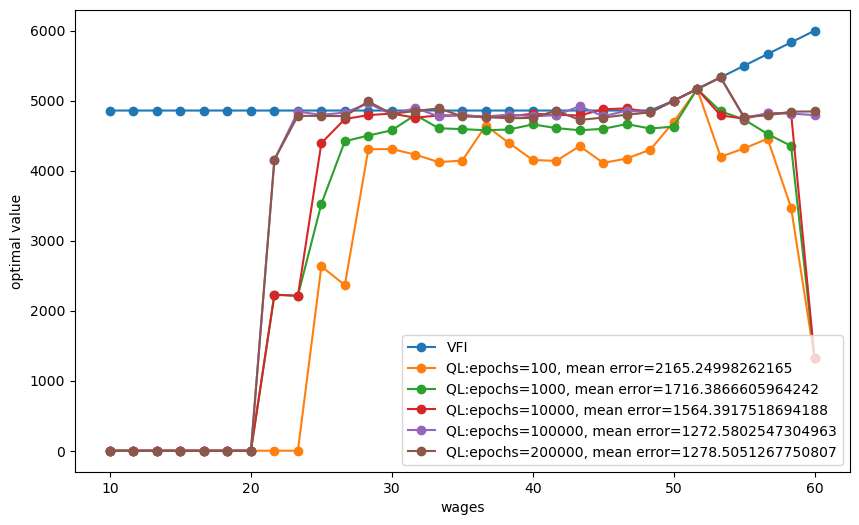 6000
5000
4000
3000
2000
1000
0
optimal value
10 20 30 40 50 60
wages
VFI
QL:epochs=100, mean error=2165.24998262165
QL:epochs=1000, mean error=1716.3866605964242
QL:epochs=10000, mean error=1564.3917518694188
QL:epochs=100000, mean error=1272.5802547304963
QL:epochs=200000, mean error=1278.5051267750807